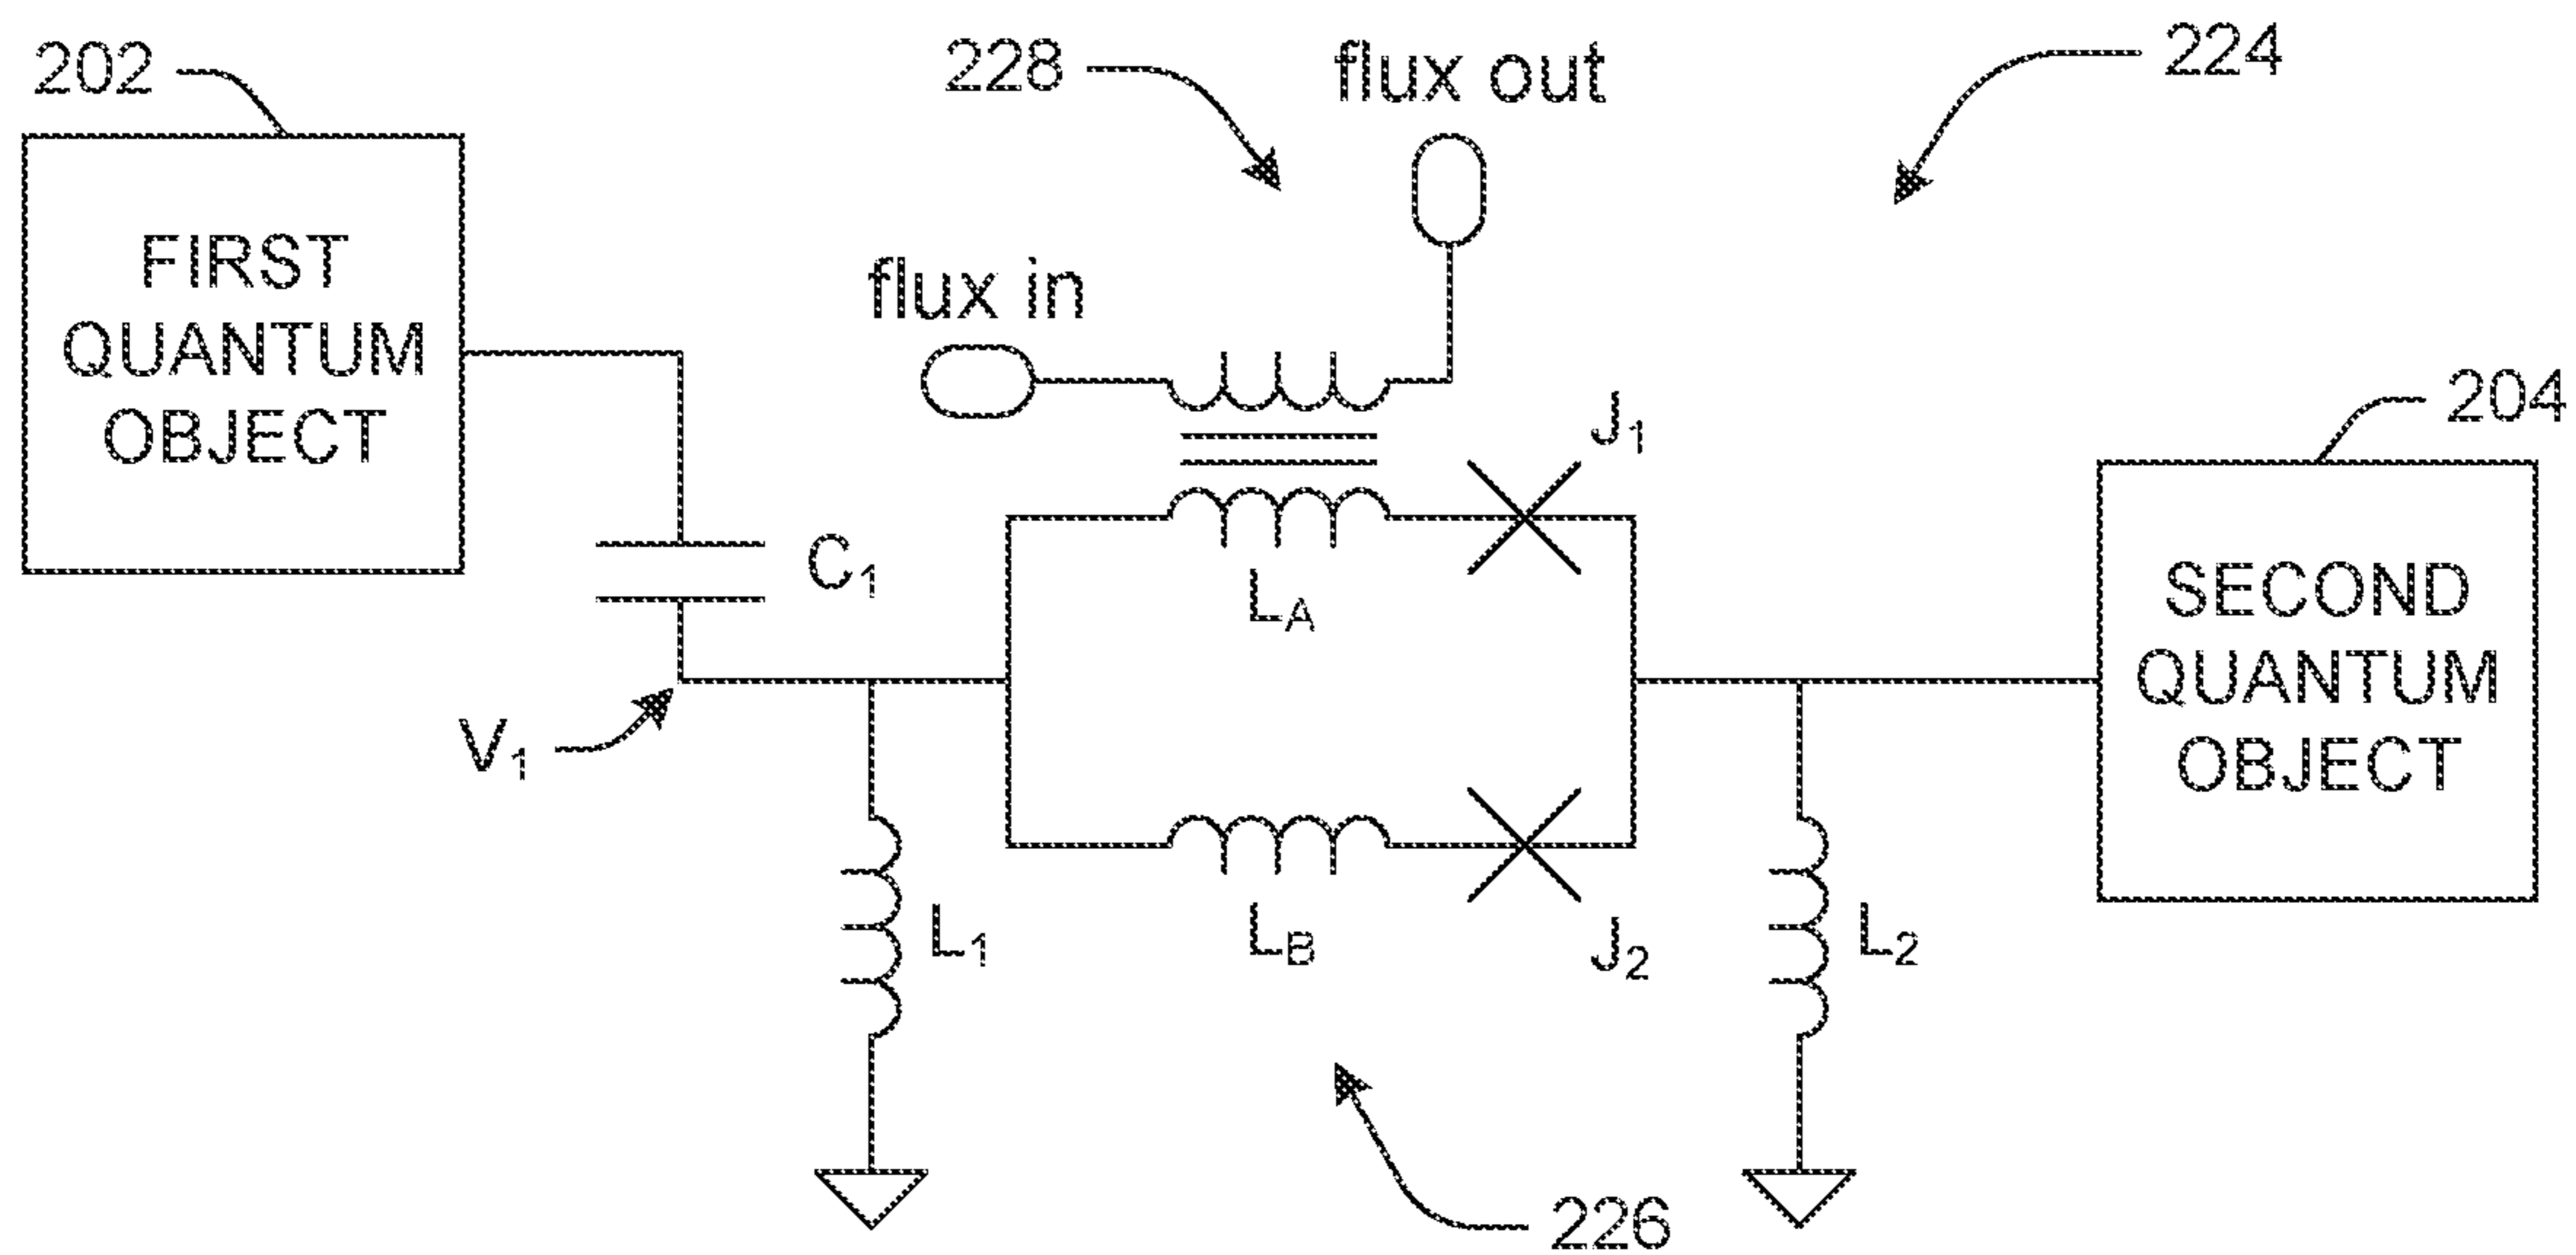 202
228
flux out
224
FIRST
QUANTUM
OBJECT
flux in
J1
204
C1
LA
SECOND
QUANTUM
OBJECT
V1
L1
LB
J2
L2
226